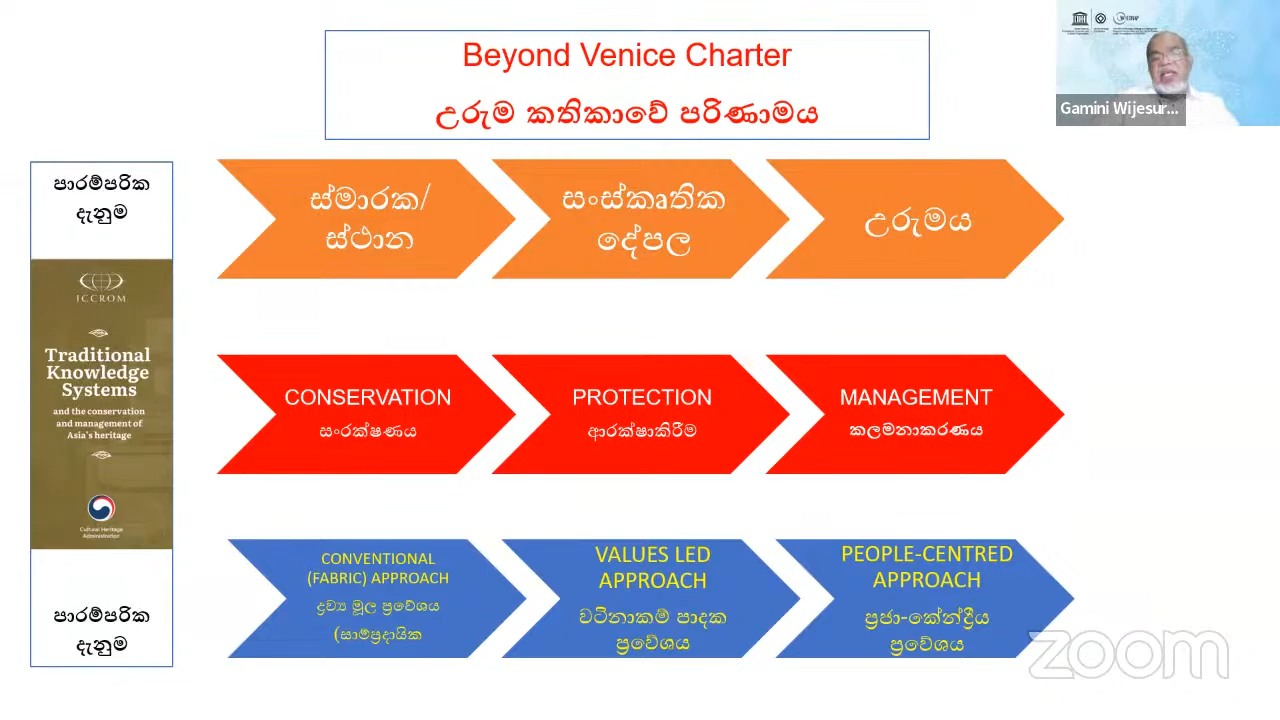 Beyond Venice Charter
උරුම කතිකාවේ පරිණාමය
Gamini Wijesur...
පාරම්පරික
දැනුම
ICCROM
Traditional
Knowledge
Systems
and the conservation
and management of
Asia's heritage
Cultural Heritage
Administration
පාරම්පරික
දැනුම
ස්මාරක/
ස්ථාන
සංස්කෘතික
දේපල
උරුමය
CONSERVATION
සංරක්ෂණය
PROTECTION
ආරක්ෂාකිරීම
MANAGEMENT
කලමනාකරණය
CONVENTIONAL
(FABRIC) APPROACH
ද්‍රව්‍ය මූල ප්‍රවේශය
(සාම්ප්‍රදායික
VALUES LED
APPROACH
වටිනාකම් පාදක
ප්‍රවේශය
PEOPLE-CENTRED
APPROACH
ප්‍රජා-කේන්ද්‍රීය
ප්‍රවේශය
zoom